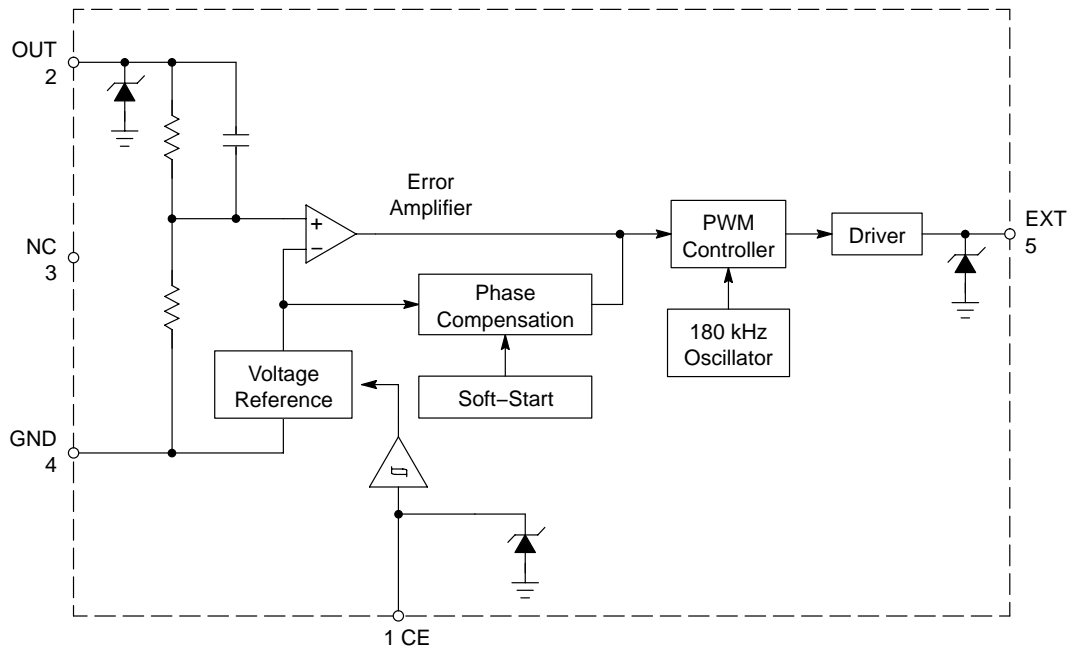 OUT
2
Error
Amplifier
+
−
NC
3
PWM
Controller
Driver
EXT
5
Phase
Compensation
180 kHz
Oscillator
Voltage
Reference
Soft−Start
GND
4
1 CE